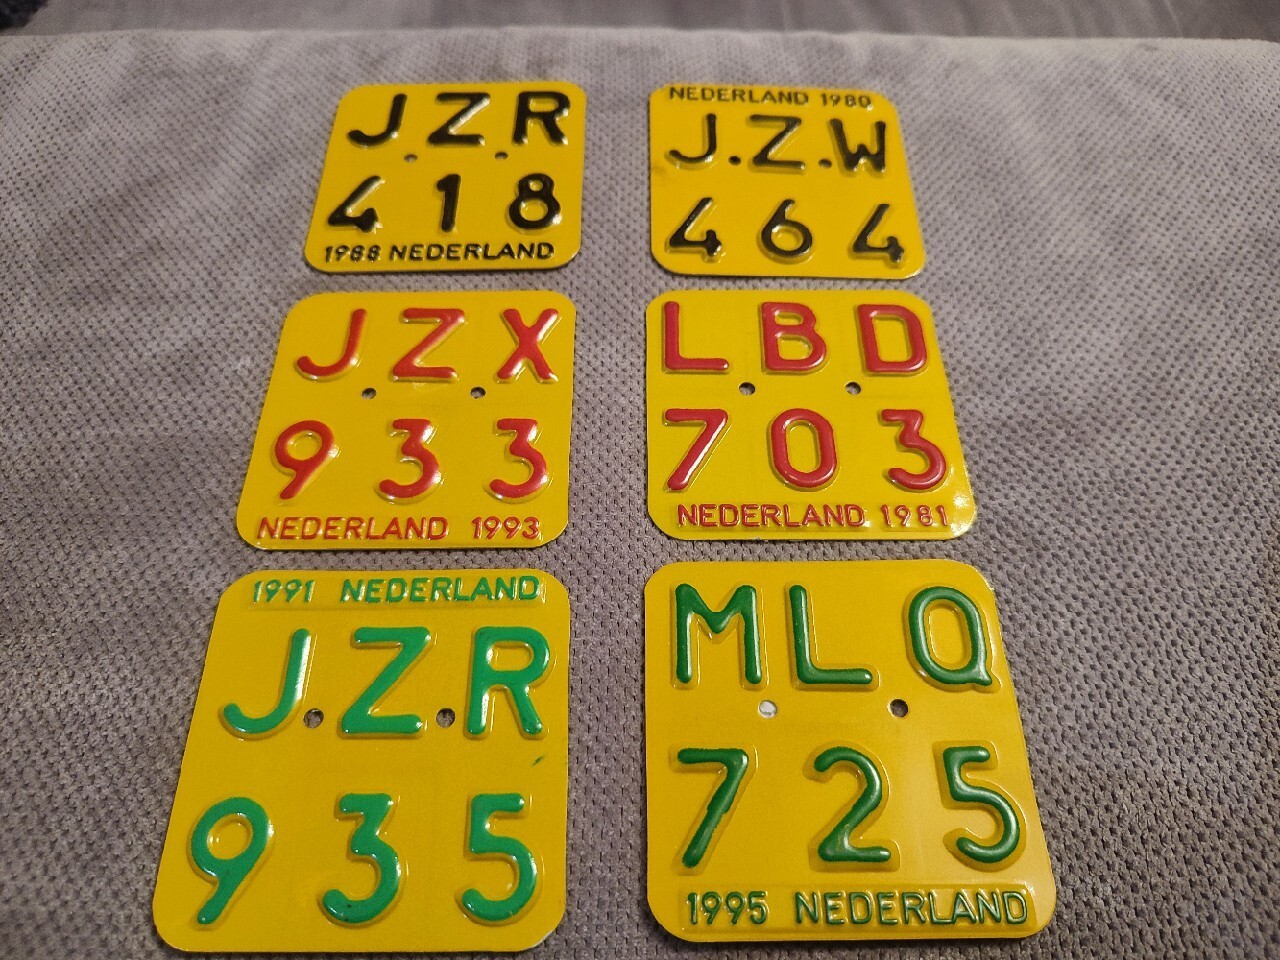 JZR
418
1988 NEDERLAND
NEDERLAND 1980
J.Z.W
464
JZX
933
NEDERLAND 1993
LBD
703
NEDERLAND 1981
1991 NEDERLAND
JZR
935
MLQ
725
1995 NEDERLAND